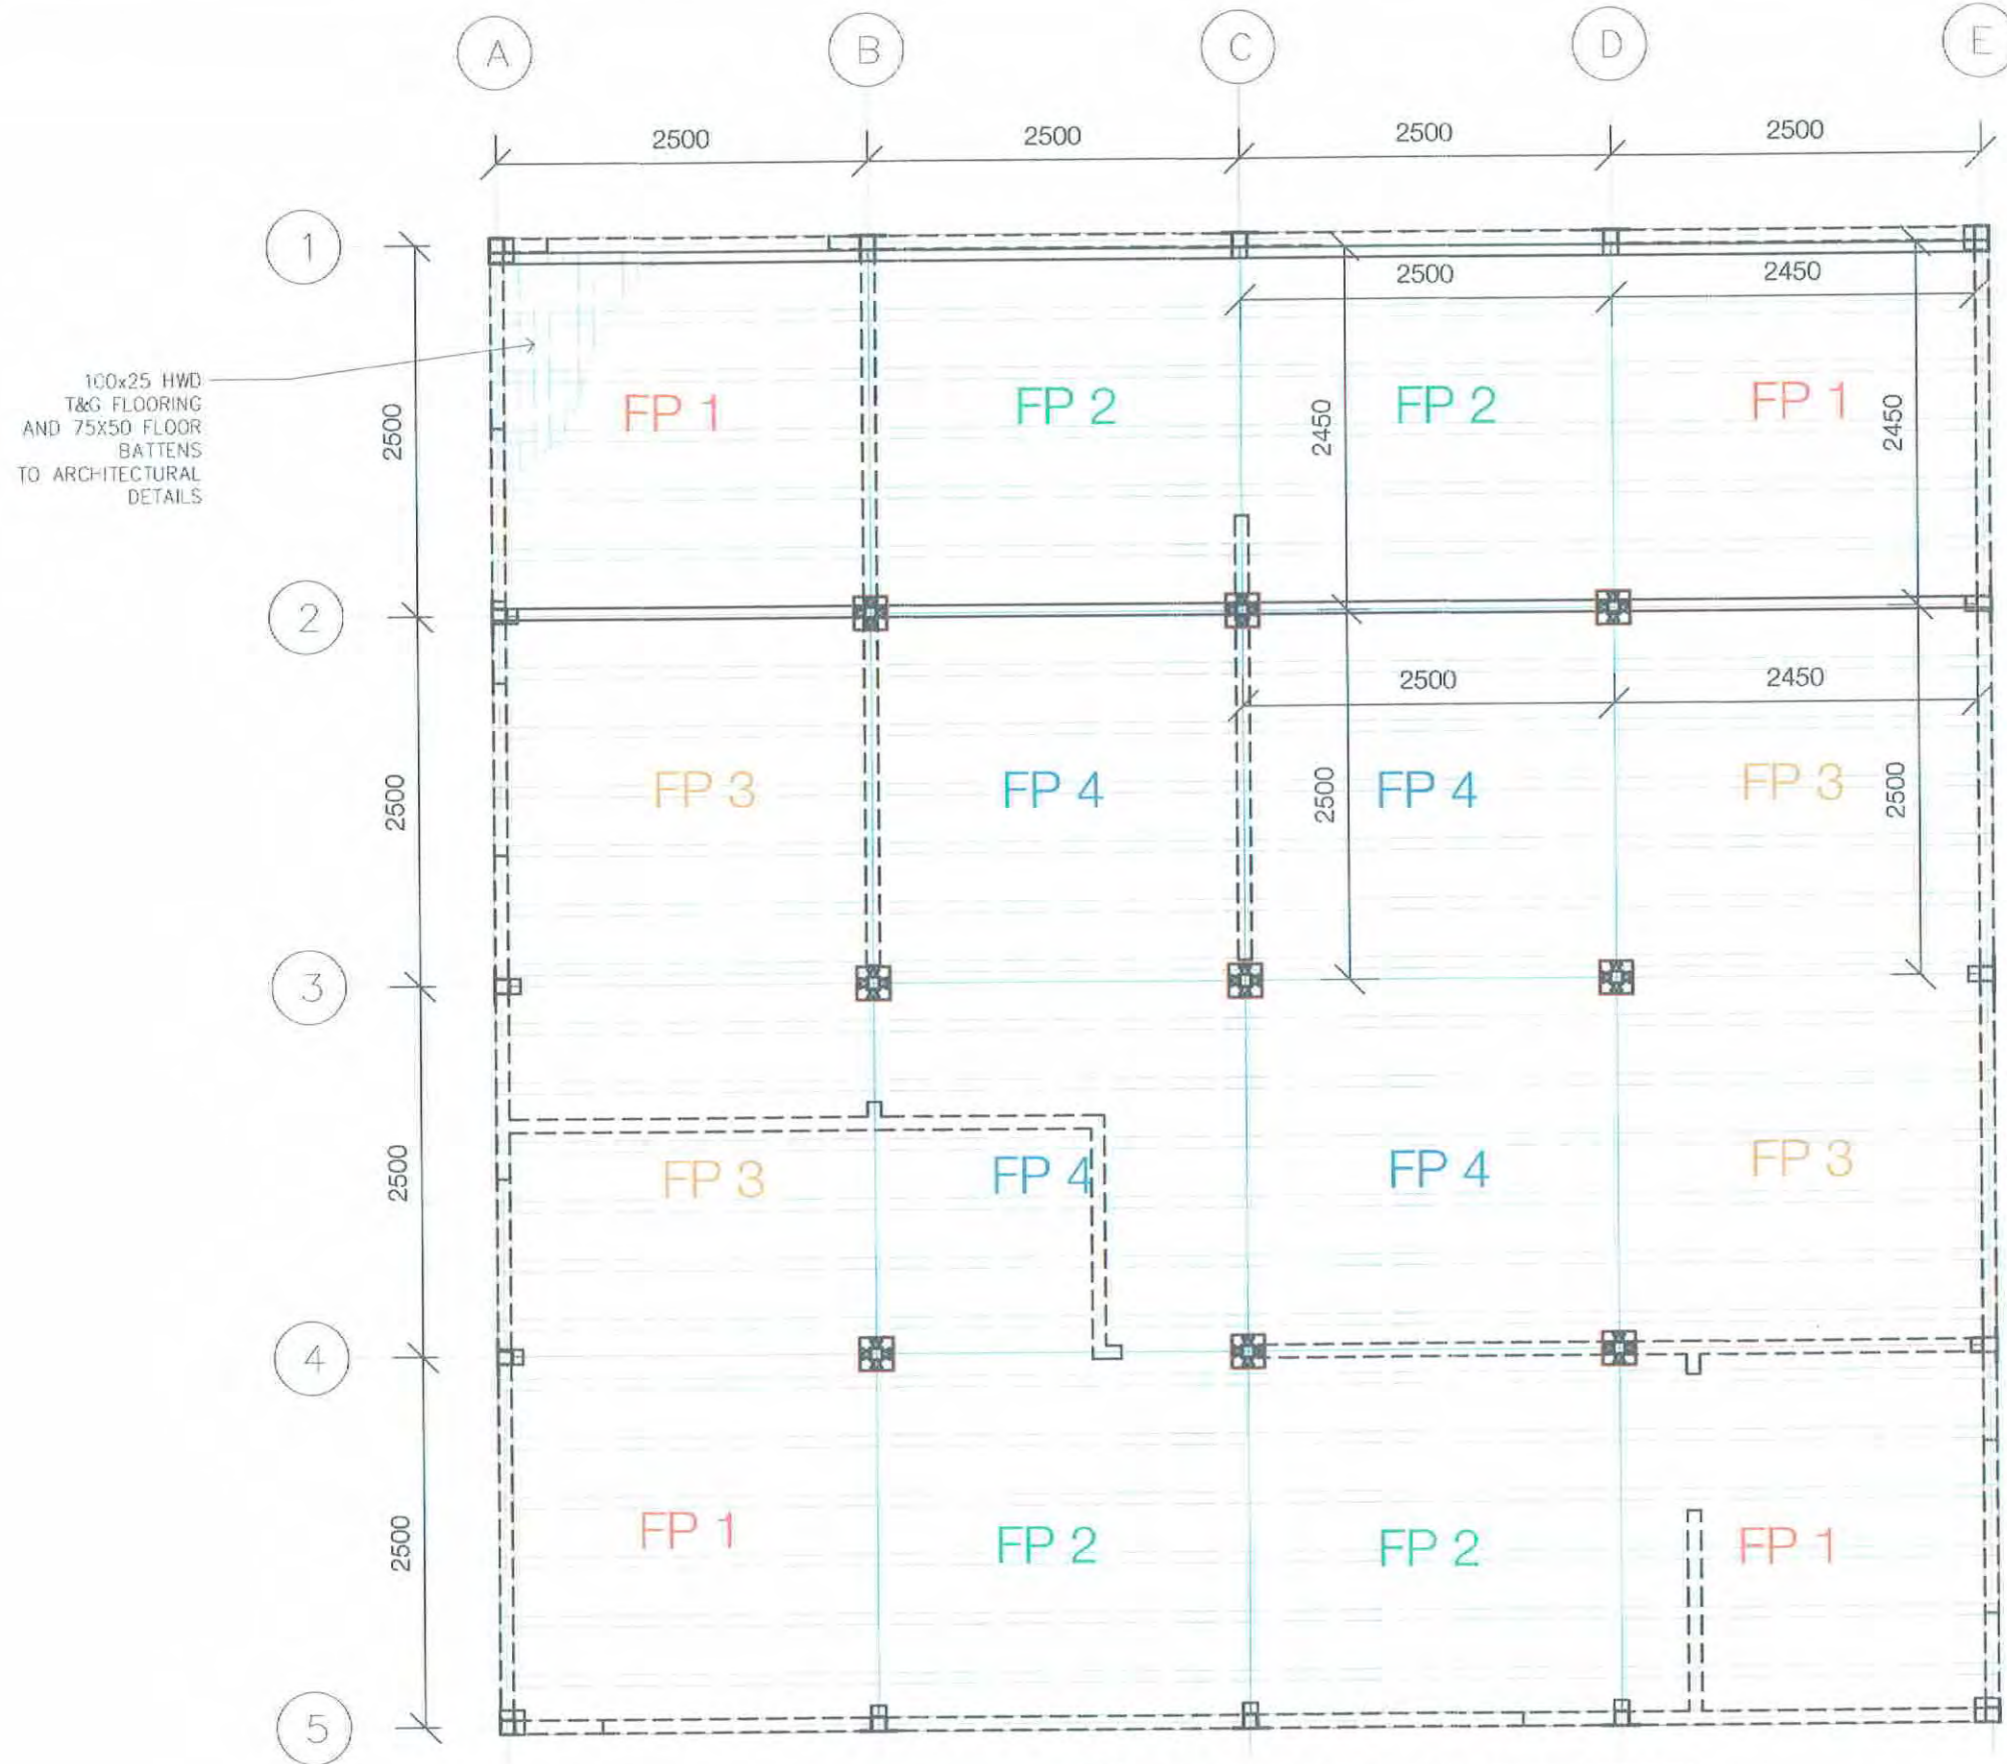 A
B
C
D
E
2500
2500
2500
2500
1
2500
2450
100x25 HWD
T&G FLOORING
AND 75X50 FLOOR
BATTENS
TO ARCHITECTURAL
DETAILS
2500
FP 1
FP 2
2450
FP 2
FP 1
2450
2
2500
2450
2500
FP 3
FP 4
2500
FP 4
FP 3
2500
3
2500
FP 3
FP 4
FP 4
FP 3
4
2500
FP 1
FP 2
FP 2
FP 1
5